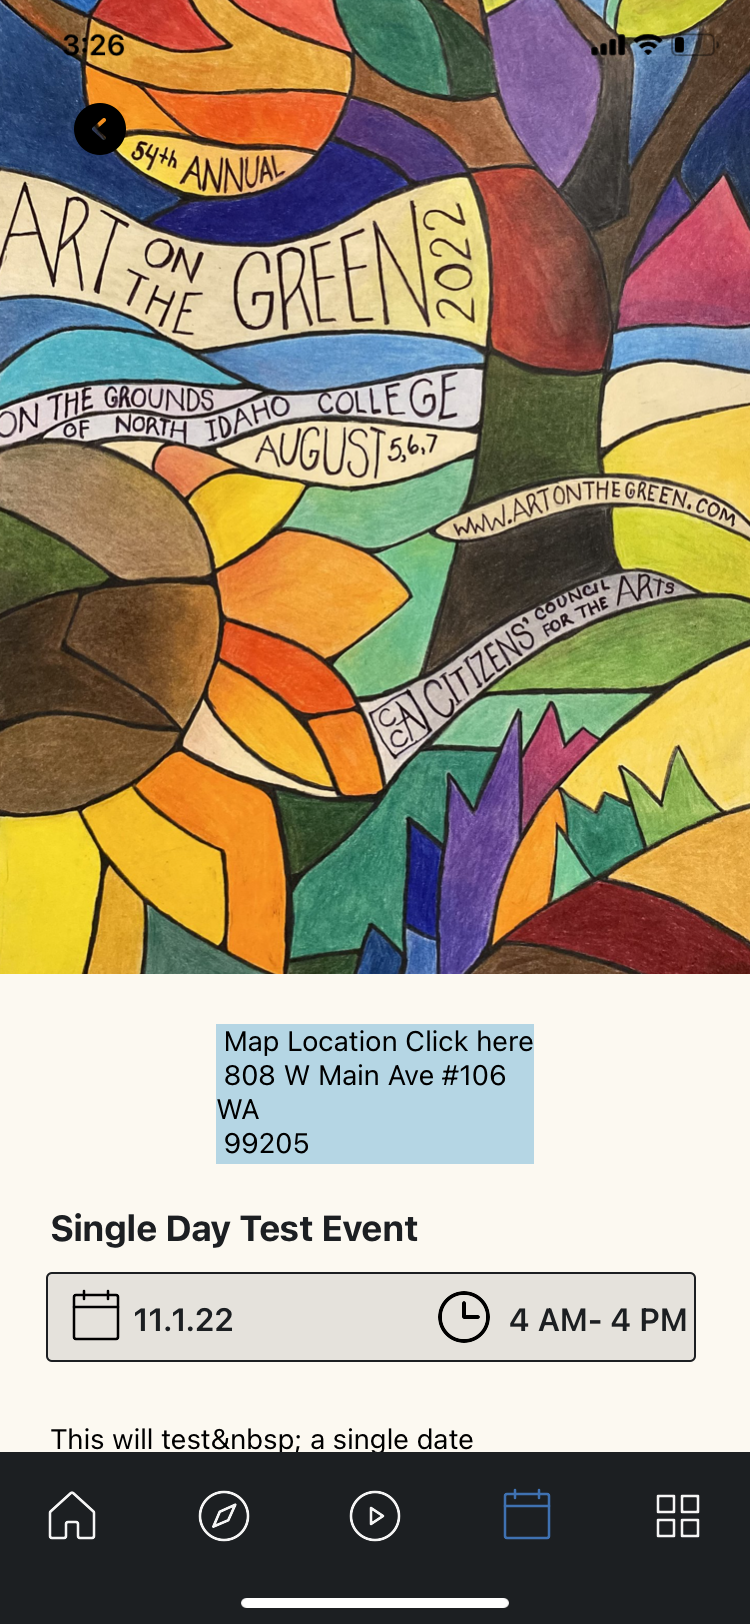 3:26
54th ANNUAL
ART ON THE GREEN 2022
ON THE GROUNDS
OF NORTH IDAHO COLLEGE
AUGUST 5,6,7
WWW.ARTONTHEGREEN.COM
CCA CITIZENS' COUNCIL FOR THE ARTS
Map Location Click here
808 W Main Ave #106
WA
99205
Single Day Test Event
11.1.22
4 AM- 4 PM
This will test&nbsp; a single date